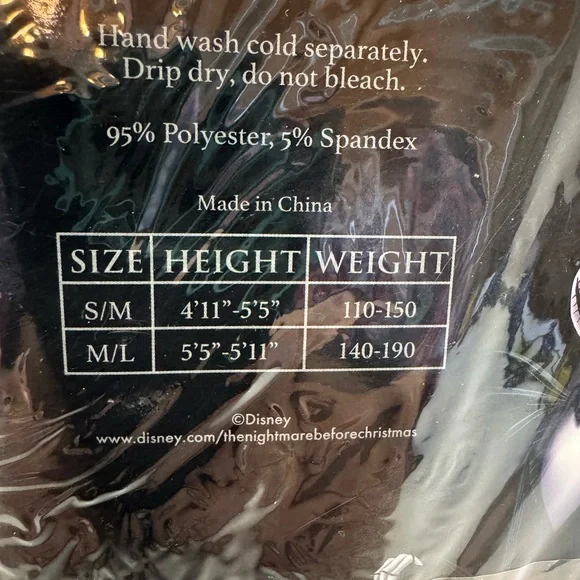 Hand wash cold separately.
Drip dry, do not bleach.
95% Polyester, 5% Spandex
Made in China
SIZE HEIGHT WEIGHT
S/M 4'11"-5'5" 110-150
M/L 5'5"-5'11" 140-190
©Disney
www.disney.com/thenightmarebeforechristmas